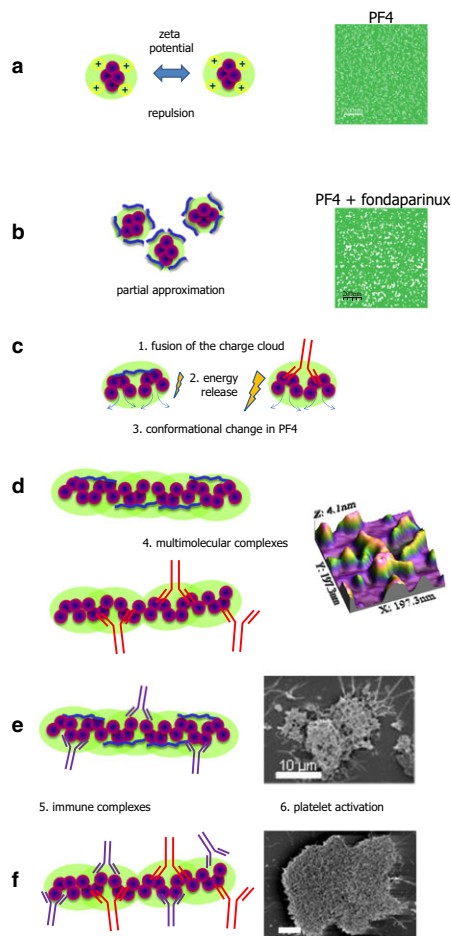 zeta
potential
PF4
a
+ + + +
+ + + +
repulsion
PF4 + fondaparinux
b
partial approximation
200nm
c
1. fusion of the charge cloud
2. energy
release
3. conformational change in PF4
d
4. multimolecular complexes
Z: 4.1nm
Y: 197.3nm
X: 197.3nm
e
10 µm
5. immune complexes
6. platelet activation
f